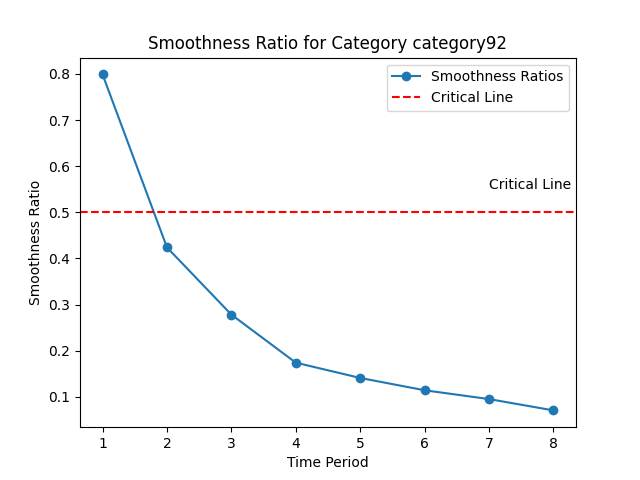 Smoothness Ratio for Category category92
Smoothness Ratios
Critical Line
Critical Line
Smoothness Ratio
0.8
0.7
0.6
0.5
0.4
0.3
0.2
0.1
1 2 3 4 5 6 7 8
Time Period